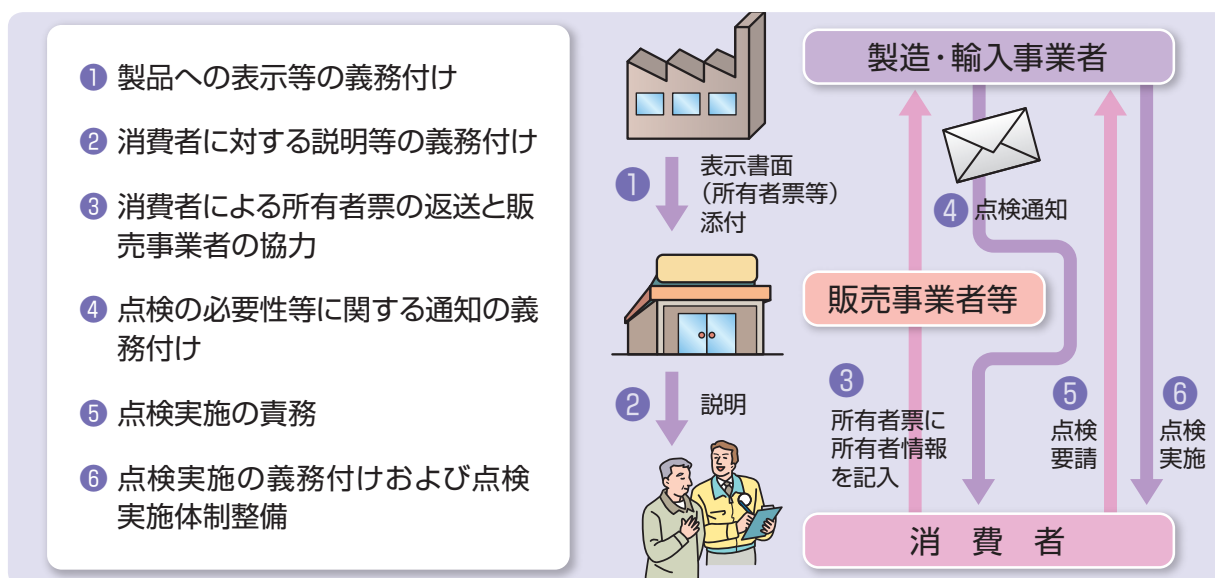 ❶ 製品への表示等の義務付け
❷ 消費者に対する説明等の義務付け
❸ 消費者による所有者票の返送と販
売事業者の協力
❹ 点検の必要性等に関する通知の義
務付け
❺ 点検実施の責務
❻ 点検実施の義務付けおよび点検
実施体制整備
❶
表示書面
（所有者票等）
添付
❷ 説明
製造・輸入事業者
❹ 点検通知
販売事業者等
❸
所有者票に
所有者情報
を記入
❺
点検
要請
❻
点検
実施
消費者